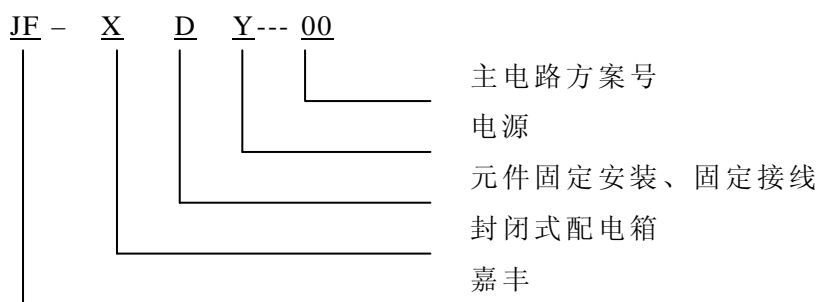 JF – X D Y---00
主电路方案号
电源
元件固定安装、固定接线
封闭式配电箱
嘉丰